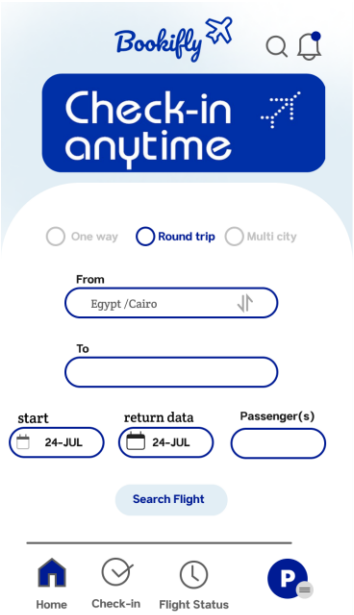 Bookifly
Check-in
anytime
One way Round trip Multi city
From
Egypt /Cairo
To
start return data Passenger(s)
24-JUL 24-JUL
Search Flight
Home Check-in Flight Status P